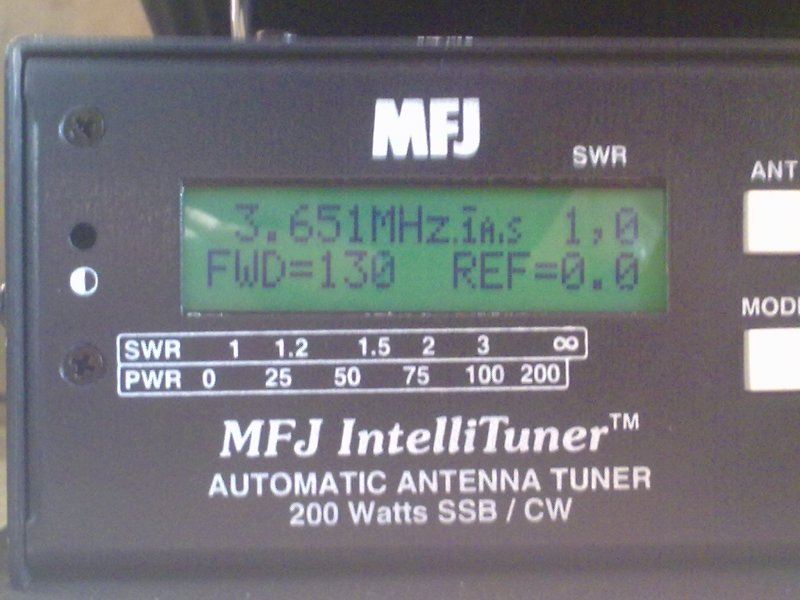 MFJ
SWR
ANT
3.651MHz 1,0
FWD=130 REF=0.0
MODE
SWR 1 1.2 1.5 2 3 ∞
PWR 0 25 50 75 100 200
MFJ IntelliTuner™
AUTOMATIC ANTENNA TUNER
200 Watts SSB / CW